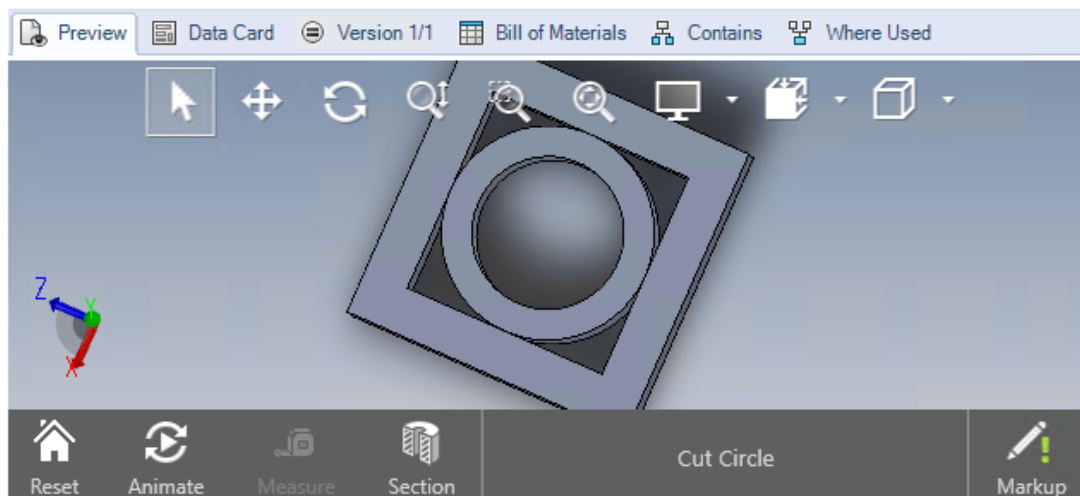 Preview Data Card Version 1/1 Bill of Materials Contains Where Used
Z
Y
X
Cut Circle
Reset Animate Measure Section Markup